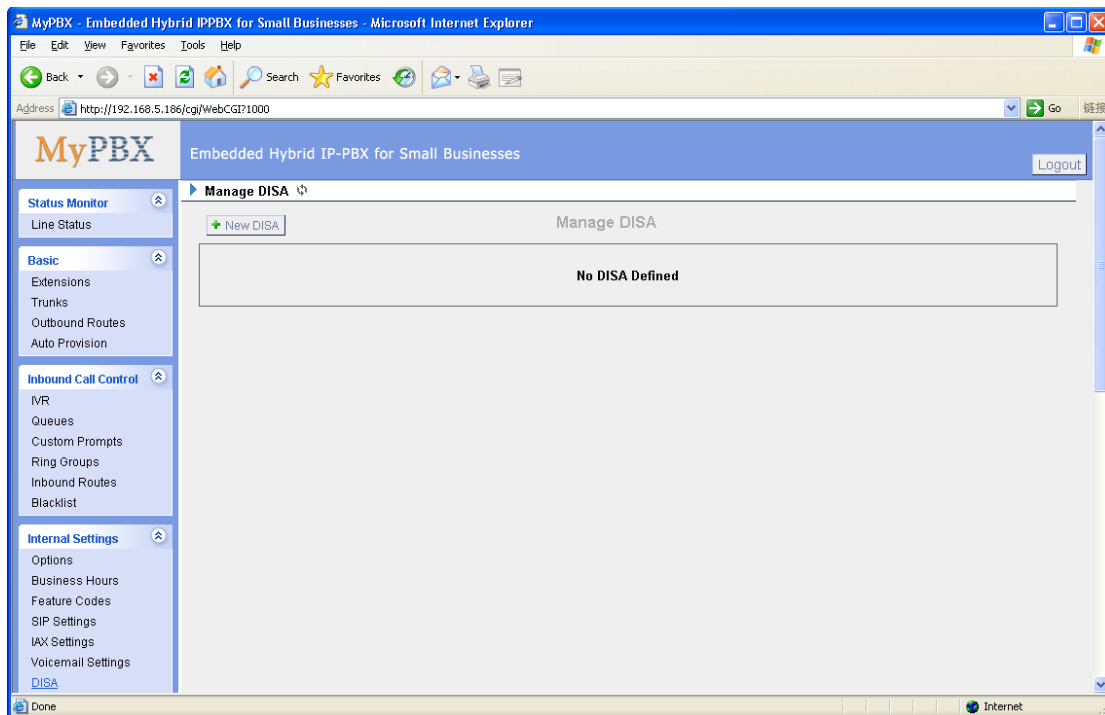 MyPBX - Embedded Hybrid IPPBX for Small Businesses - Microsoft Internet Explorer
File Edit View Favorites Tools Help
Back Search Favorites
Address http://192.168.5.186/cgi/WebCGI?1000 Go 链接
MyPBX
Embedded Hybrid IP-PBX for Small Businesses
Logout
Status Monitor
Line Status
Basic
Extensions
Trunks
Outbound Routes
Auto Provision
Inbound Call Control
IVR
Queues
Custom Prompts
Ring Groups
Inbound Routes
Blacklist
Internal Settings
Options
Business Hours
Feature Codes
SIP Settings
IAX Settings
Voicemail Settings
DISA
Manage DISA
New DISA
Manage DISA
No DISA Defined
Done Internet